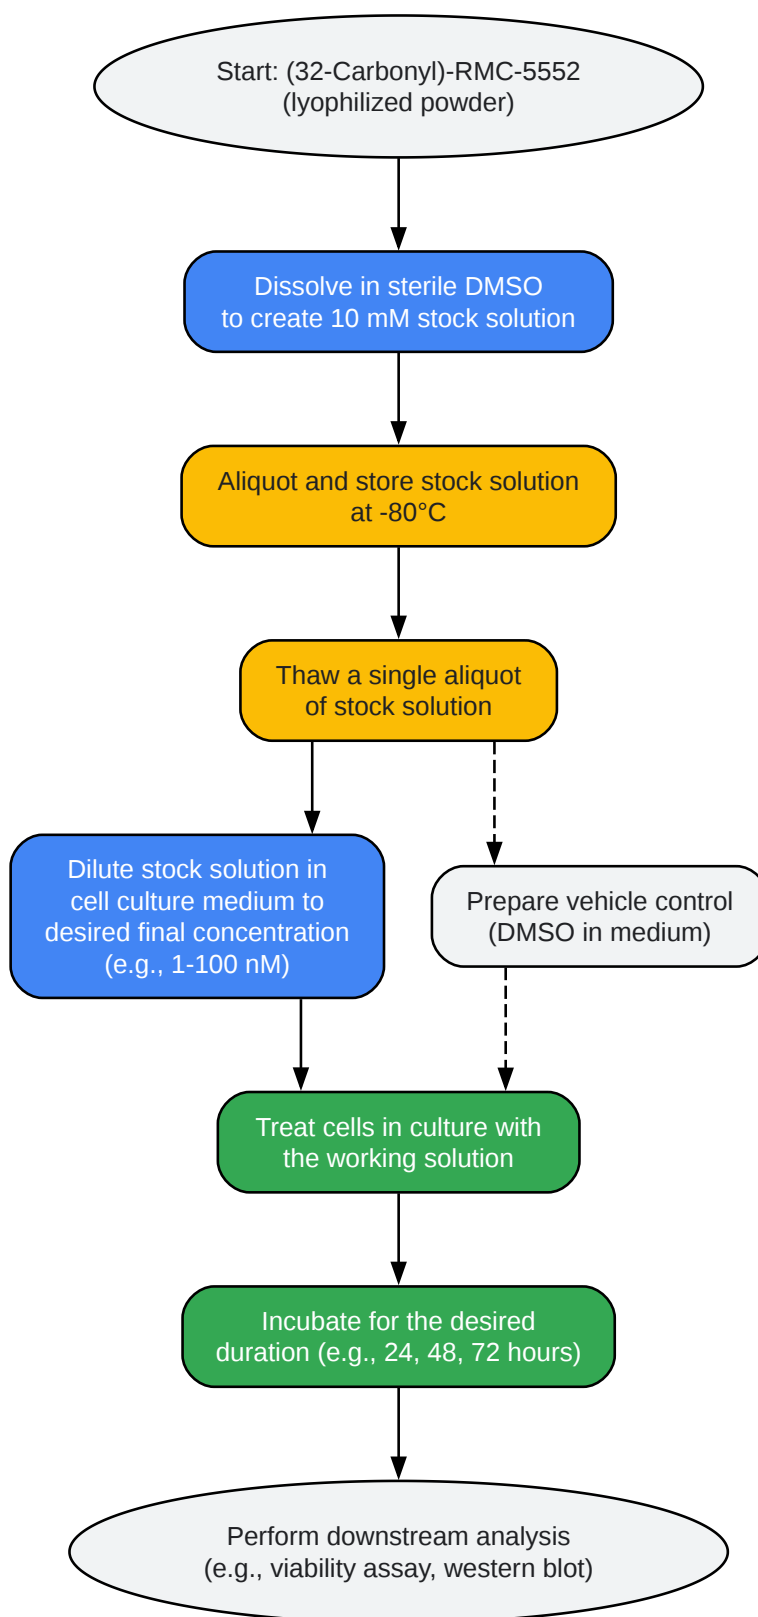 Start: (32-Carbonyl)-RMC-5552
(lyophilized powder)
Dissolve in sterile DMSO
to create 10 mM stock solution
Aliquot and store stock solution
at -80°C
Thaw a single aliquot
of stock solution
Dilute stock solution in
cell culture medium to
desired final concentration
(e.g., 1-100 nM)
Prepare vehicle control
(DMSO in medium)
Treat cells in culture with
the working solution
Incubate for the desired
duration (e.g., 24, 48, 72 hours)
Perform downstream analysis
(e.g., viability assay, western blot)